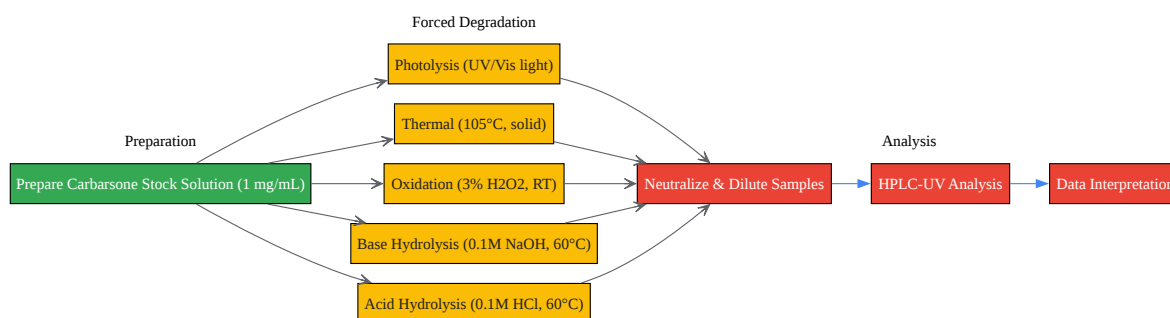 Forced Degradation
Photolysis (UV/Vis light)
Thermal (105°C, solid)
Preparation
Analysis
Prepare Carbarsone Stock Solution (1 mg/mL)
Oxidation (3% H2O2, RT)
Neutralize & Dilute Samples
HPLC-UV Analysis
Data Interpretation
Base Hydrolysis (0.1M NaOH, 60°C)
Acid Hydrolysis (0.1M HCl, 60°C)